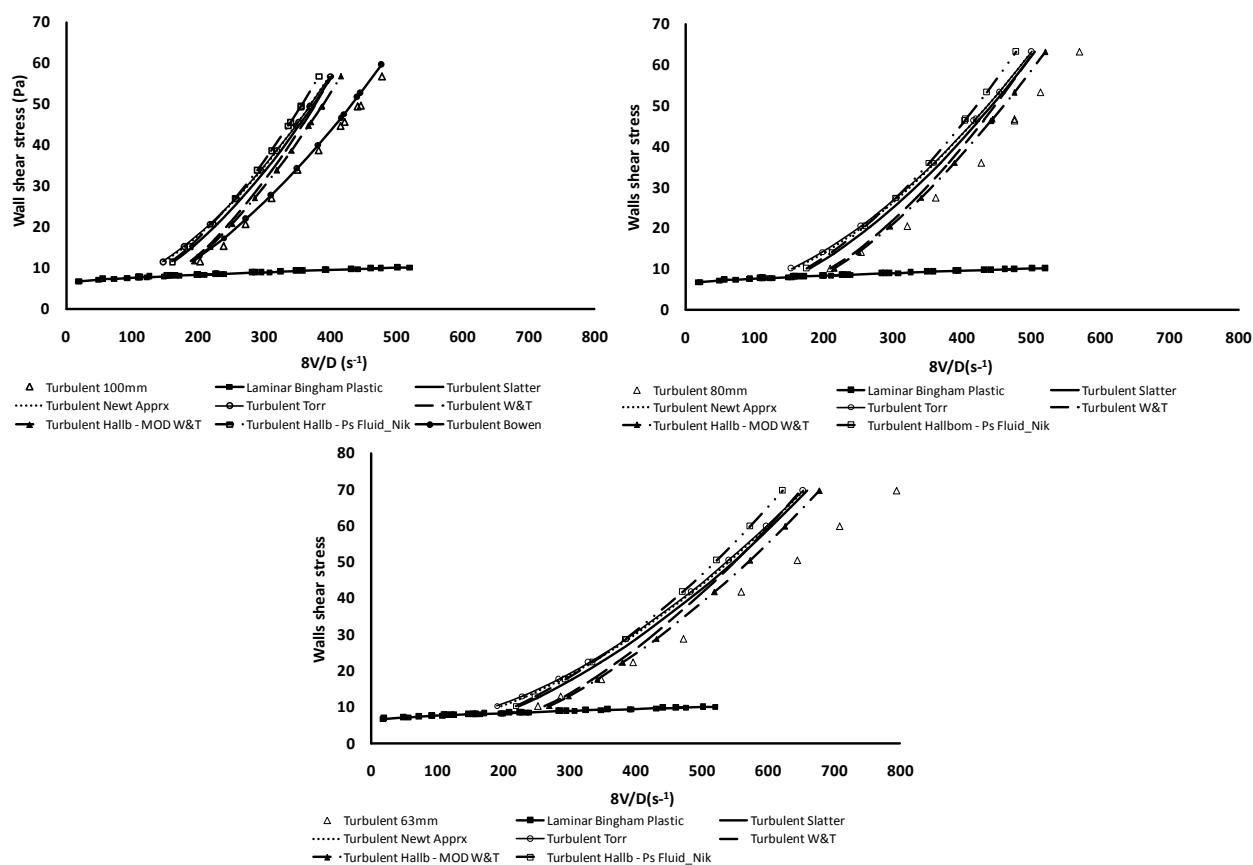 70
60
50
40
30
20
10
0
Wall shear stress (Pa)
0 100 200 300 400 500 600 700 800
8V/D (s-1)
Turbulent 100mm Laminar Bingham Plastic Turbulent Slatter
Turbulent Newt Apprx Turbulent Torr Turbulent W&T
Turbulent Hallb - MOD W&T Turbulent Hallb - Ps Fluid_Nik Turbulent Bowen
70
60
50
40
30
20
10
0
Walls shear stress
0 100 200 300 400 500 600 700 800
8V/D(s-1)
Turbulent 80mm Laminar Bingham Plastic Turbulent Slatter
Turbulent Newt Apprx Turbulent Torr Turbulent W&T
Turbulent Hallb - MOD W&T Turbulent Hallbom - Ps Fluid_Nik
80
70
60
50
40
30
20
10
0
Walls shear stress
0 100 200 300 400 500 600 700 800
8V/D(s-1)
Turbulent 63mm Laminar Bingham Plastic Turbulent Slatter
Turbulent Newt Apprx Turbulent Torr Turbulent W&T
Turbulent Hallb - MOD W&T Turbulent Hallb - Ps Fluid_Nik